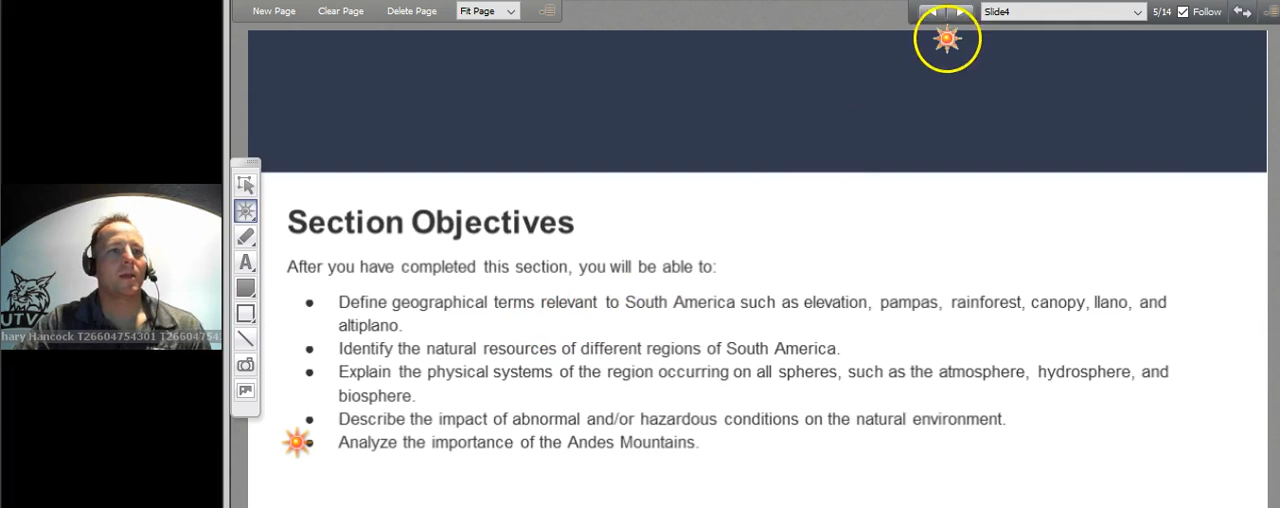 New Page Clear Page Delete Page Fit Page Slide4 5/14 Follow
Section Objectives
After you have completed this section, you will be able to:
● Define geographical terms relevant to South America such as elevation, pampas, rainforest, canopy, llano, and
altiplano.
● Identify the natural resources of different regions of South America.
● Explain the physical systems of the region occurring on all spheres, such as the atmosphere, hydrosphere, and
biosphere.
● Describe the impact of abnormal and/or hazardous conditions on the natural environment.
● Analyze the importance of the Andes Mountains.
A
UTV
hary Hancock T26604754301 T2660475